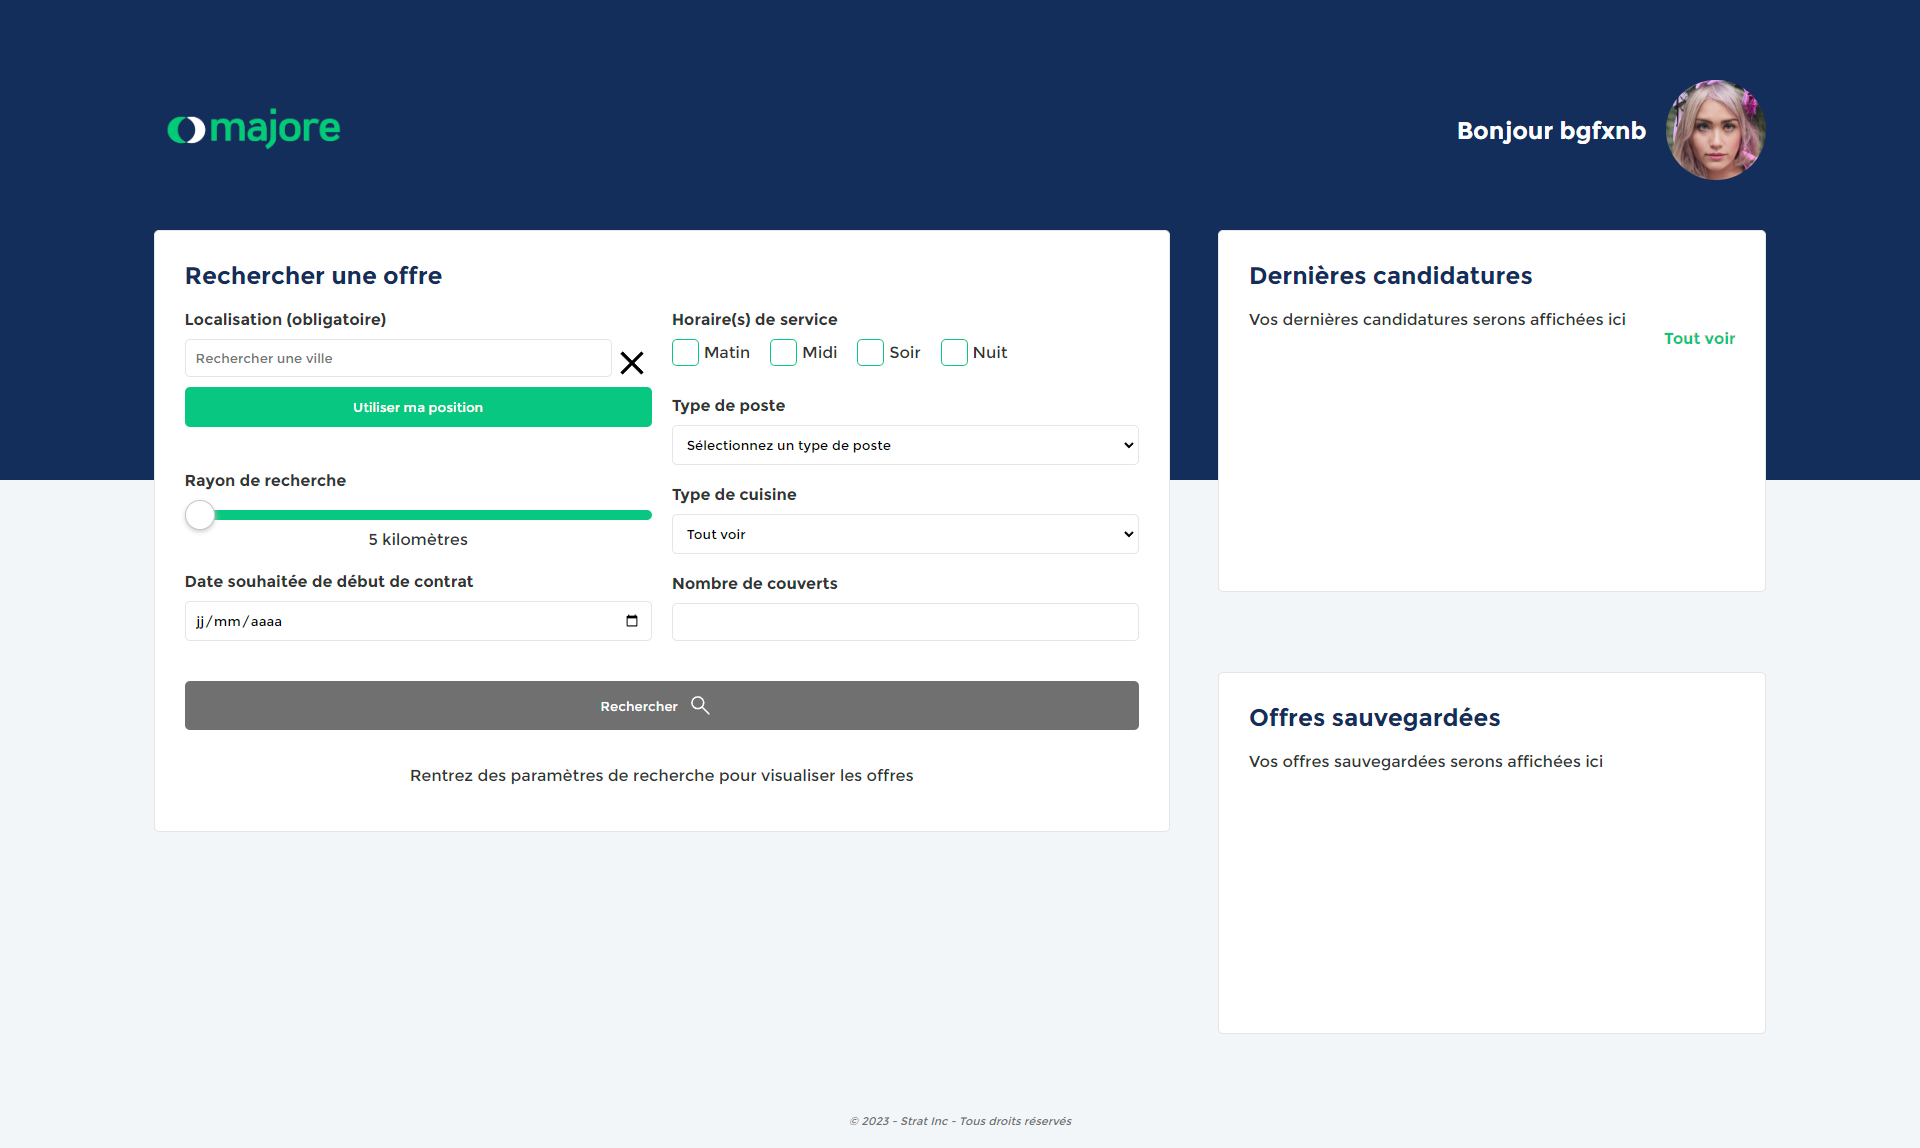 majore
Bonjour bgfxnb
Rechercher une offre
Localisation (obligatoire)
Rechercher une ville
Utiliser ma position
Rayon de recherche
5 kilomètres
Date souhaitée de début de contrat
jj/mm/aaaa
Horaire(s) de service
Matin Midi Soir Nuit
Type de poste
Sélectionnez un type de poste
Type de cuisine
Tout voir
Nombre de couverts
Rechercher
Rentrez des paramètres de recherche pour visualiser les offres
Dernières candidatures
Vos dernières candidatures serons affichées ici
Tout voir
Offres sauvegardées
Vos offres sauvegardées serons affichées ici
© 2023 - Strat Inc - Tous droits réservés